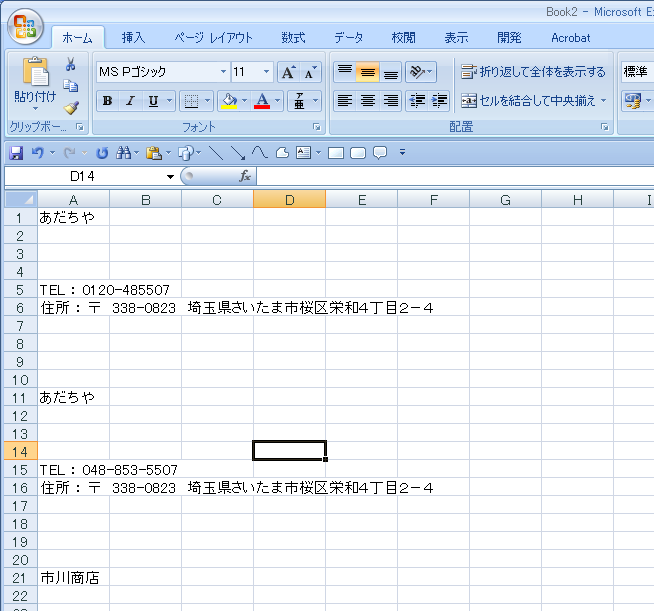 Book2 - Microsoft E
ホーム 挿入 ページ レイアウト 数式 データ 校閲 表示 開発 Acrobat
貼り付け
MS Pゴシック 11 A A
折り返して全体を表示する 標準
B I U A 亜
セルを結合して中央揃え
クリップボー... フォント 配置
D14 fx
A B C D E F G H I
1 あだちや
2
3
4
5 TEL：0120-485507
6 住所：〒 338-0823 埼玉県さいたま市桜区栄和４丁目２－４
7
8
9
10
11 あだちや
12
13
14
15 TEL：048-853-5507
16 住所：〒 338-0823 埼玉県さいたま市桜区栄和４丁目２－４
17
18
19
20
21 市川商店
22